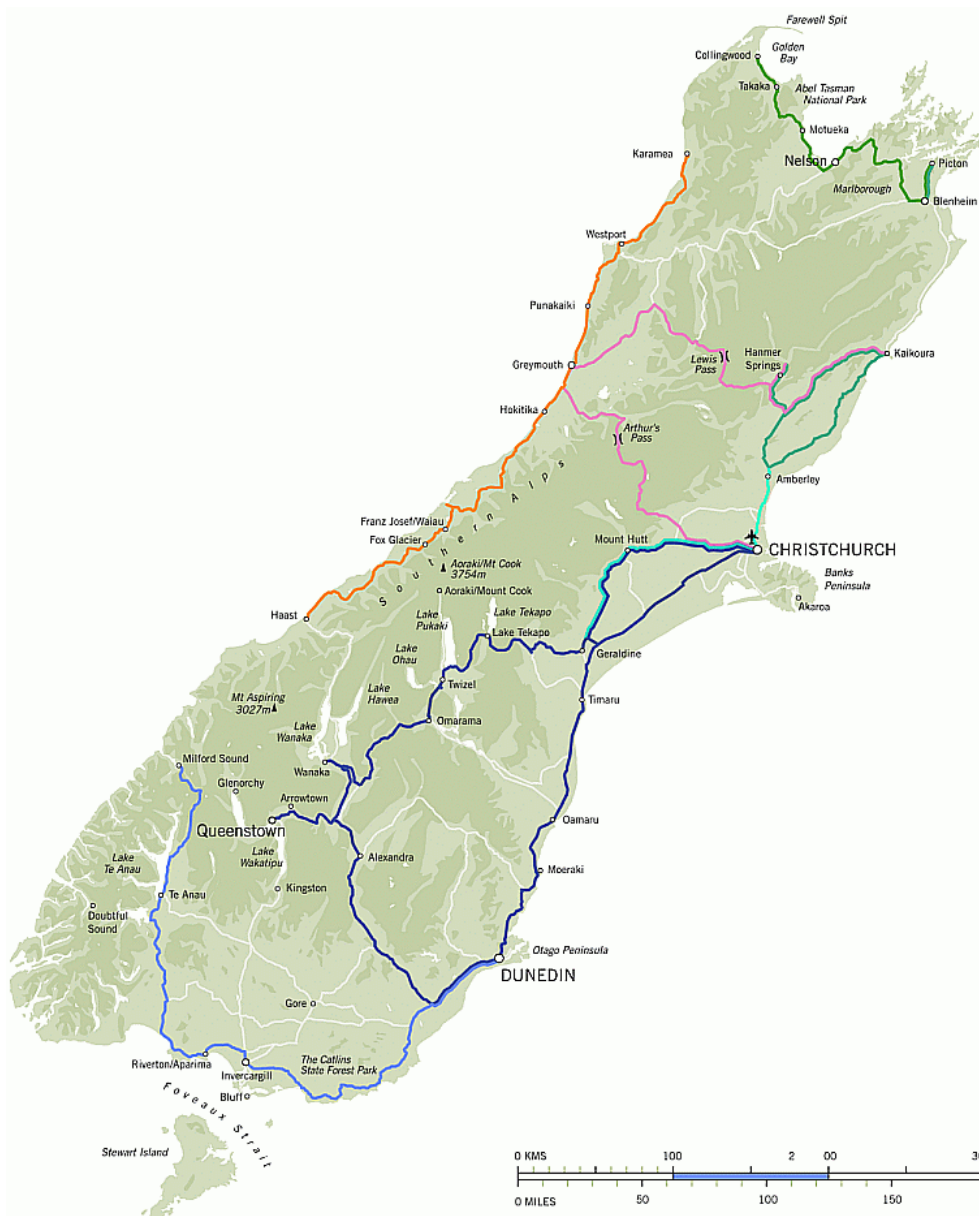 Farewell Spit
Collingwood
Golden
Bay
Takaka
Abel Tasman
National Park
Motueka
Karamea
Nelson
Picton
Marlborough
Blenheim
Westport
Punakaiki
Greymouth
Lewis
Pass
Hanmer
Springs
Kaikoura
Hokitika
Arthur's
Pass
Amberley
Southern Alps
Franz Josef/Waiau
Fox Glacier
Mount Hutt
CHRISTCHURCH
Aoraki/Mt Cook
3754m
Banks
Peninsula
Aoraki/Mount Cook
Akaroa
Haast
Lake
Pukaki
Lake Tekapo
Lake Tekapo
Lake
Ohau
Geraldine
Twizel
Lake
Hawea
Mt Aspiring
3027m
Timaru
Omarama
Lake
Wanaka
Milford Sound
Wanaka
Glenorchy
Arrowtown
Queenstown
Oamaru
Lake
Wakatipu
Alexandra
Lake
Te Anau
Moeraki
Te Anau
Kingston
Doubtful
Sound
Otago Peninsula
DUNEDIN
Gore
The Catlins
State Forest Park
Riverton/Aparima
Invercargill
Bluff
Foveaux Strait
Stewart Island
0 KMS 100 2 00 30
0 MILES 50 100 150